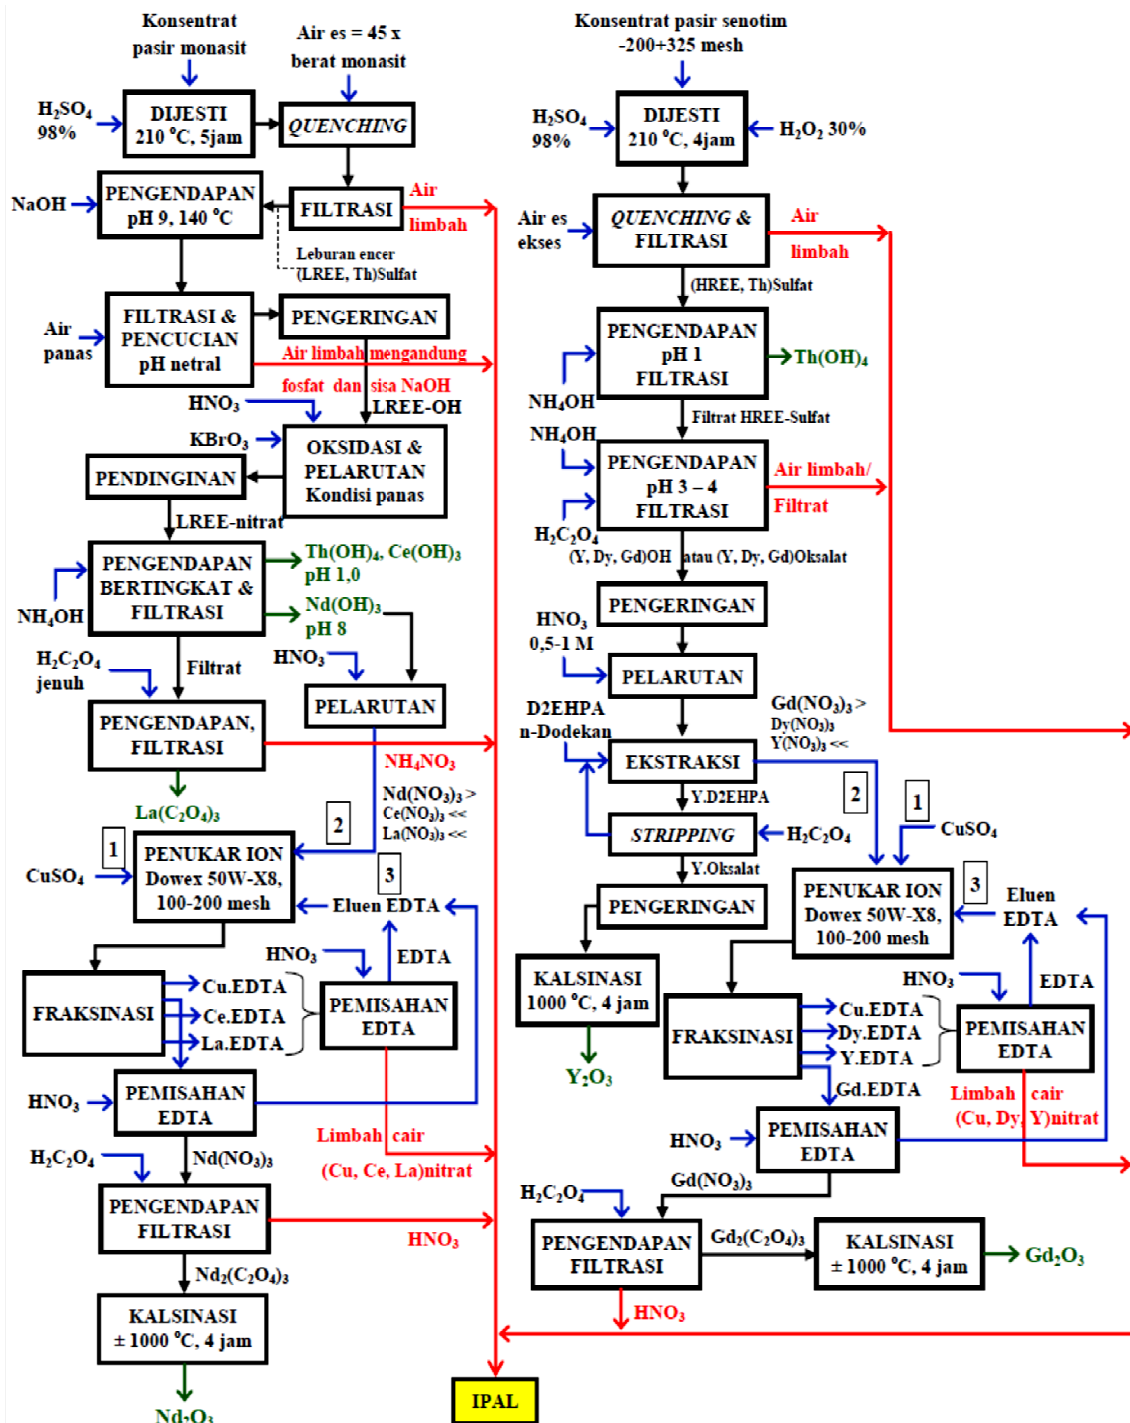 Konsentrat
pasir monasit
Air es = 45 x
berat monasit
H₂SO₄
98%
DIJESTI
210 °C, 5jam
QUENCHING
NaOH
PENGENDAPAN
pH 9, 140 °C
FILTRASI
Air
limbah
Leburan encer
(LREE, Th)Sulfat
Air
panas
FILTRASI &
PENCUCIAN
pH netral
PENGERINGAN
Air limbah mengandung
fosfat dan sisa NaOH
HNO₃
LREE-OH
KBrO₃
OKSIDASI &
PELARUTAN
Kondisi panas
PENDINGINAN
LREE-nitrat
PENGENDAPAN
BERTINGKAT &
FILTRASI
NH₄OH
Th(OH)₄, Ce(OH)₃
pH 1,0
Nd(OH)₃
pH 8
H₂C₂O₄
jenuh
Filtrat
HNO₃
PENGENDAPAN,
FILTRASI
PELARUTAN
NH₄NO₃
La(C₂O₄)₃
Nd(NO₃)₃ >
Ce(NO₃)₃ <<
La(NO₃)₃ <<
1
2
CuSO₄
PENUKAR ION
Dowex 50W-X8,
100-200 mesh
3
Eluen EDTA
HNO₃
EDTA
FRAKSINASI
Cu.EDTA
Ce.EDTA
La.EDTA
PEMISAHAN
EDTA
HNO₃
PEMISAHAN
EDTA
Limbah cair
(Cu, Ce, La)nitrat
H₂C₂O₄
Nd(NO₃)₃
PENGENDAPAN
FILTRASI
HNO₃
Nd₂(C₂O₄)₃
KALSINASI
± 1000 °C, 4 jam
Nd₂O₃
IPAL
Konsentrat pasir senotim
-200+325 mesh
H₂SO₄
98%
DIJESTI
210 °C, 4jam
H₂O₂ 30%
Air es
ekses
QUENCHING &
FILTRASI
Air
limbah
(HREE, Th)Sulfat
PENGENDAPAN
pH 1
FILTRASI
Th(OH)₄
NH₄OH
Filtrat HREE-Sulfat
NH₄OH
PENGENDAPAN
pH 3 – 4
FILTRASI
Air limbah/
Filtrat
H₂C₂O₄
(Y, Dy, Gd)OH atau (Y, Dy, Gd)Oksalat
PENGERINGAN
HNO₃
0,5-1 M
PELARUTAN
D2EHPA
n-Dodekan
Gd(NO₃)₃ >
Dy(NO₃)₃
Y(NO₃)₃ <<
EKSTRAKSI
Y.D2EHPA
2
1
STRIPPING
H₂C₂O₄
CuSO₄
Y.Oksalat
PENGERINGAN
PENUKAR ION
Dowex 50W-X8,
100-200 mesh
3
Eluen
EDTA
KALSINASI
1000 °C, 4 jam
HNO₃
EDTA
Y₂O₃
FRAKSINASI
Cu.EDTA
Dy.EDTA
Y.EDTA
Gd.EDTA
PEMISAHAN
EDTA
Limbah cair
(Cu, Dy, Y)nitrat
HNO₃
PEMISAHAN
EDTA
Gd(NO₃)₃
H₂C₂O₄
PENGENDAPAN
FILTRASI
Gd₂(C₂O₄)₃
KALSINASI
± 1000 °C, 4 jam
Gd₂O₃
HNO₃